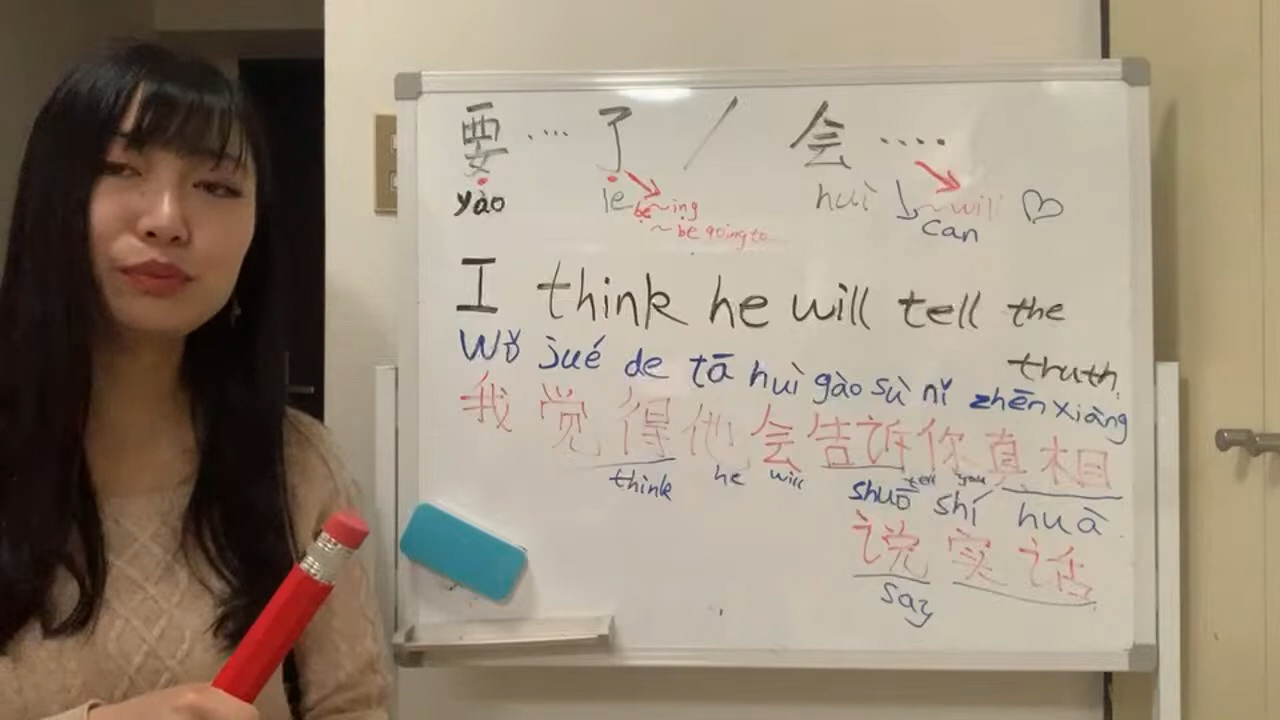 要 .... 了 / 会 ....
yào le be~ing huì ~will ♡
~be going to... can
I think he will tell the
truth.
Wǒ jué de tā huì gào sù nǐ zhēn xiàng
我觉得他会告诉你真相
think he will tell you
shuō shí huà
说实话
say